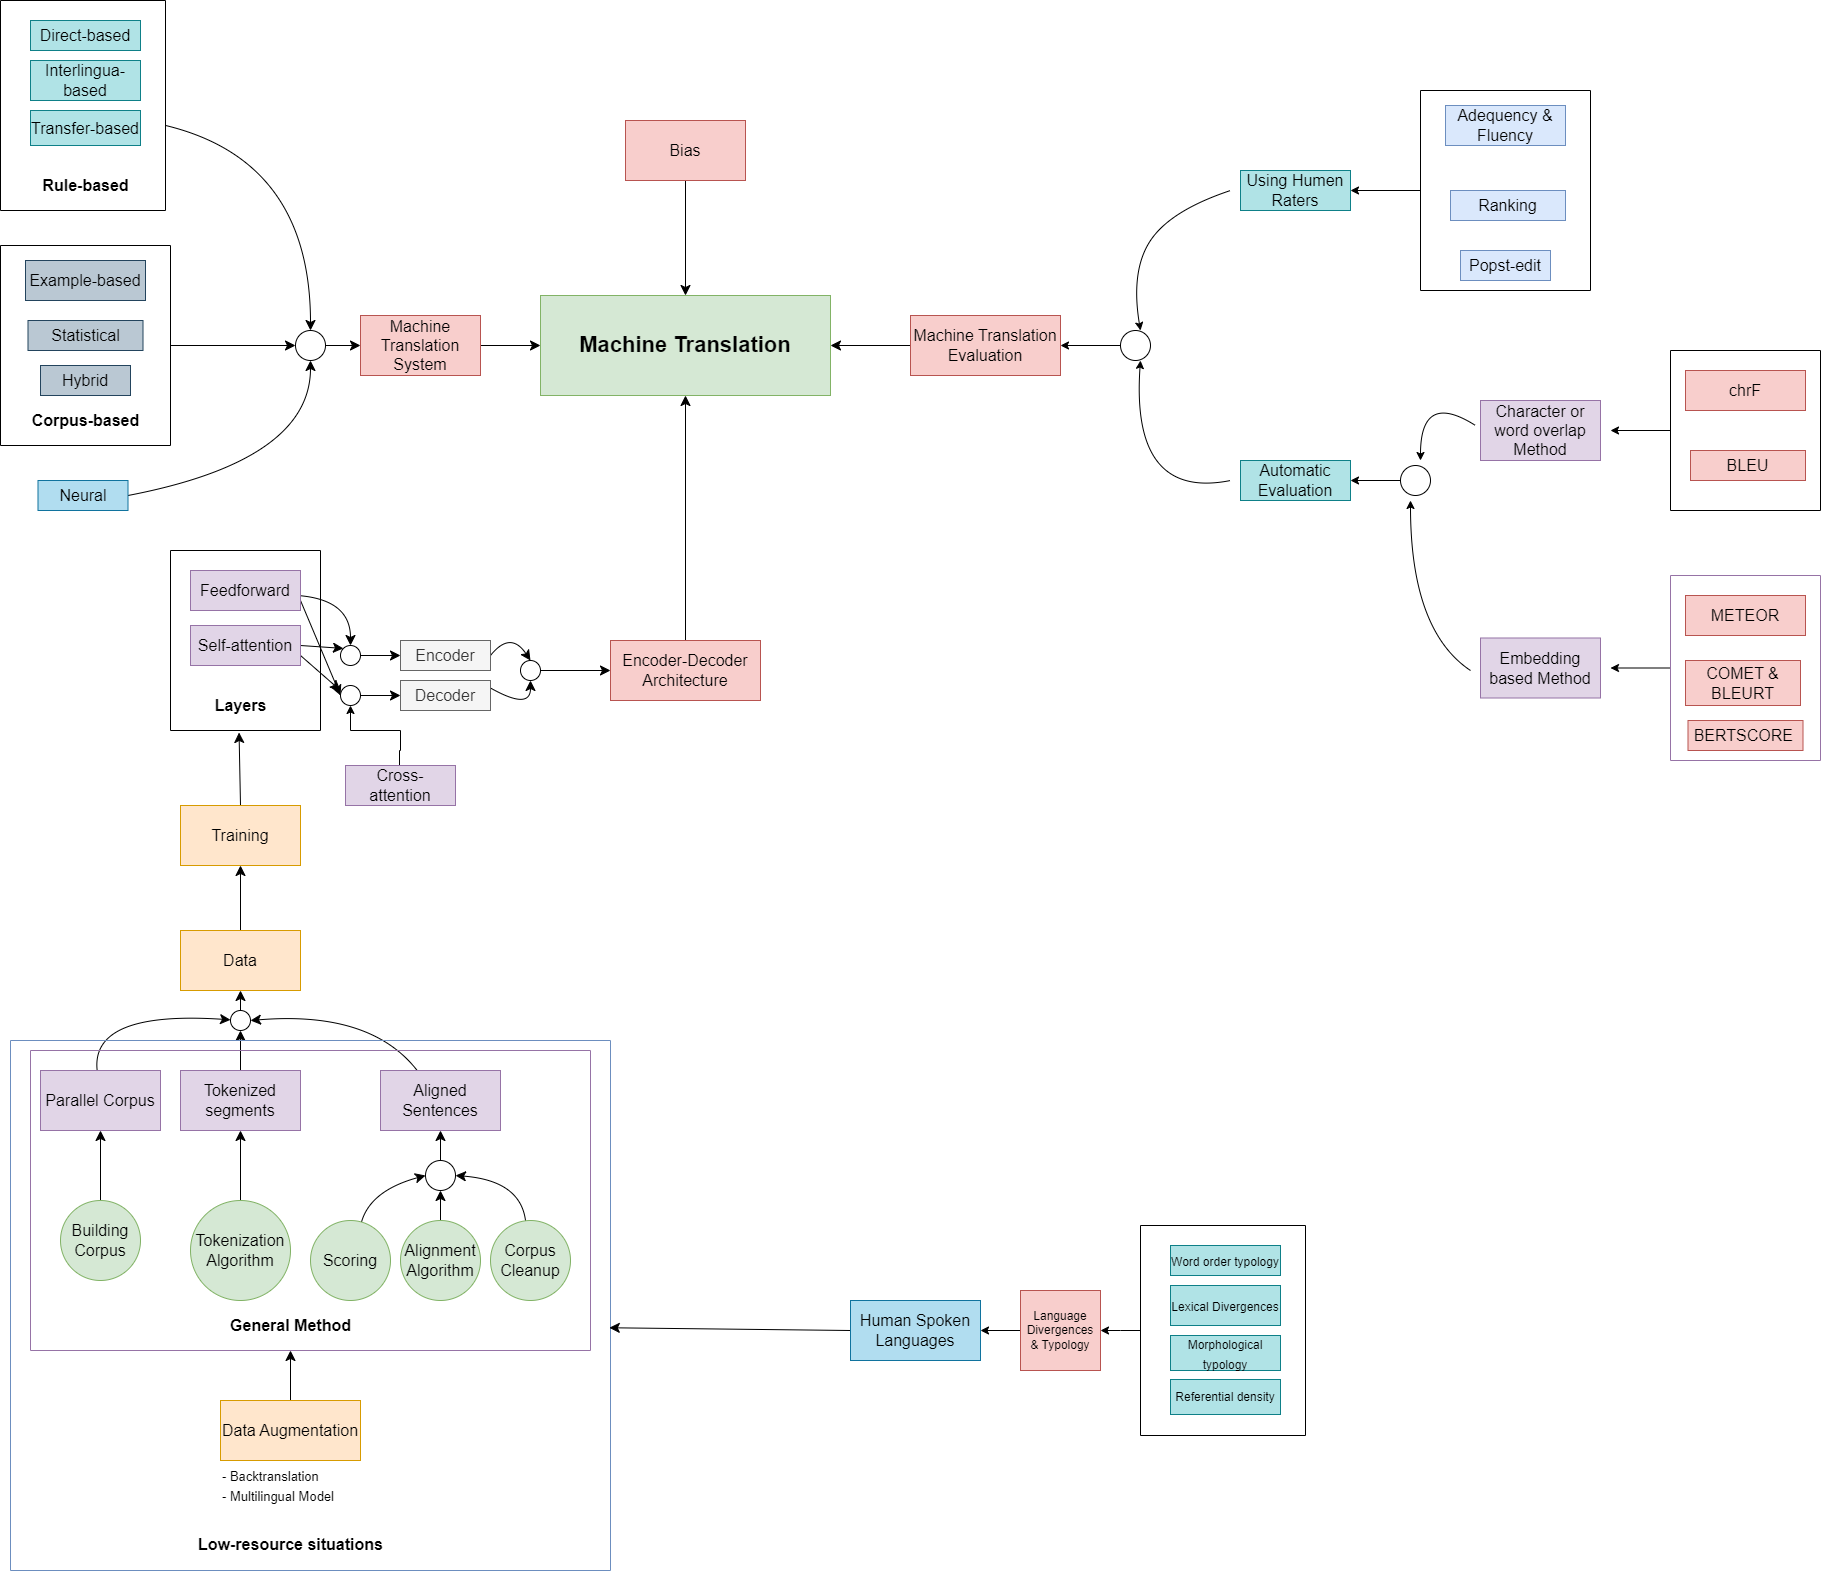 Direct-based
Interlingua-
based
Transfer-based
Rule-based
Example-based
Statistical
Hybrid
Corpus-based
Neural
Machine
Translation
System
Bias
Machine Translation
Machine Translation
Evaluation
Using Humen
Raters
Adequency &
Fluency
Ranking
Popst-edit
Automatic
Evaluation
Character or
word overlap
Method
chrF
BLEU
Embedding
based Method
METEOR
COMET &
BLEURT
BERTSCORE
Feedforward
Self-attention
Layers
Encoder
Decoder
Cross-
attention
Encoder-Decoder
Architecture
Training
Data
Parallel Corpus
Tokenized
segments
Aligned
Sentences
Building
Corpus
Tokenization
Algorithm
Scoring
Alignment
Algorithm
Corpus
Cleanup
General Method
Data Augmentation
- Backtranslation
- Multilingual Model
Low-resource situations
Human Spoken
Languages
Language
Divergences
& Typology
Word order typology
Lexical Divergences
Morphological
typology
Referential density